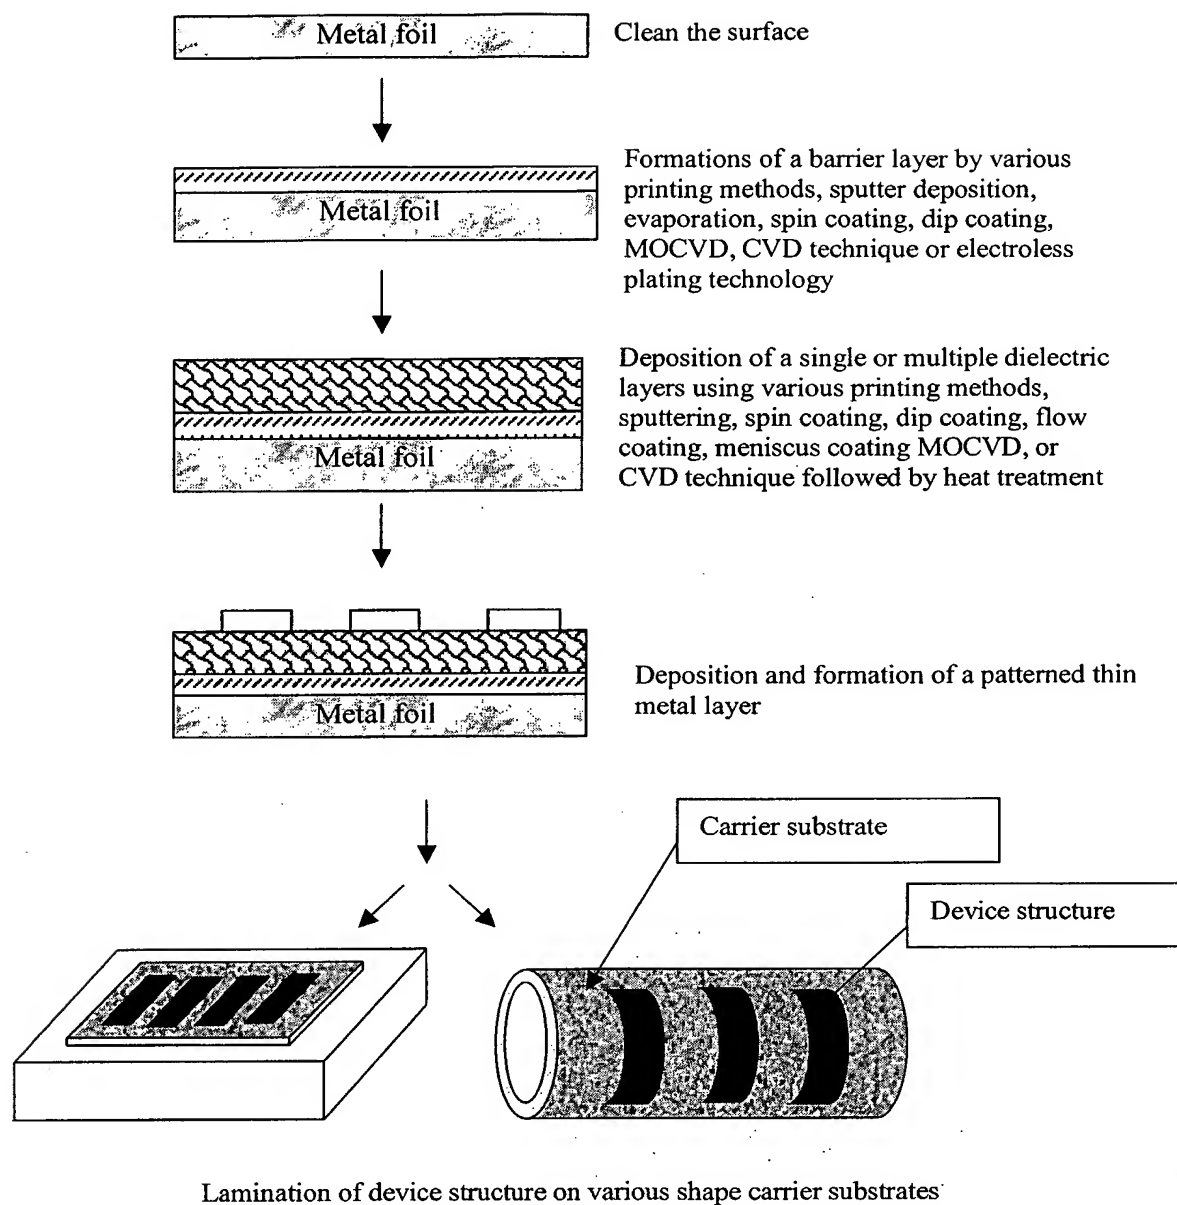 Metal foil
Clean the surface
Formations of a barrier layer by various
printing methods, sputter deposition,
evaporation, spin coating, dip coating,
MOCVD, CVD technique or electroless
plating technology
Metal foil
Deposition of a single or multiple dielectric
layers using various printing methods,
sputtering, spin coating, dip coating, flow
coating, meniscus coating MOCVD, or
CVD technique followed by heat treatment
Metal foil
Deposition and formation of a patterned thin
metal layer
Metal foil
Carrier substrate
Device structure
Lamination of device structure on various shape carrier substrates